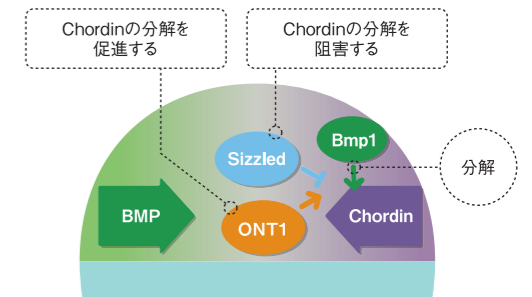 Chordinの分解を
促進する
Chordinの分解を
阻害する
Bmp1
Sizzled
分解
BMP
ONT1
Chordin